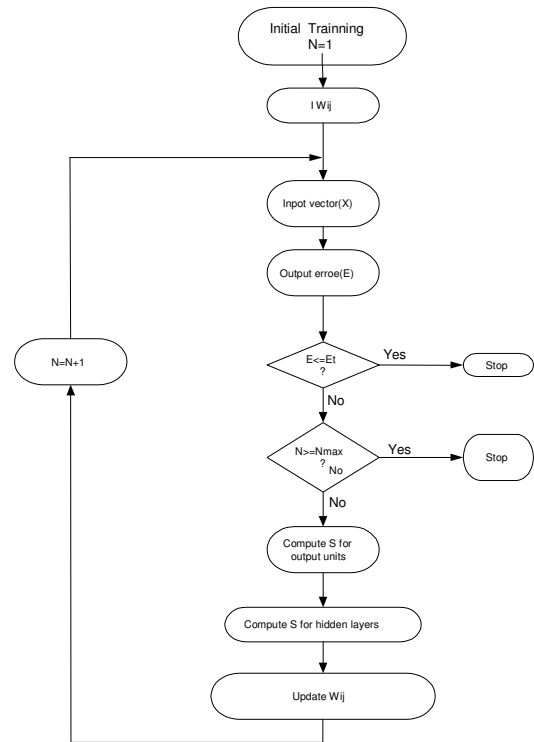 Initial Trainning
N=1
I Wij
Inpot vector(X)
Output erroe(E)
E<=Et
?
Yes
Stop
N=N+1
No
N>=Nmax
?
No
Yes
Stop
No
Compute S for
output units
Compute S for hidden layers
Update Wij